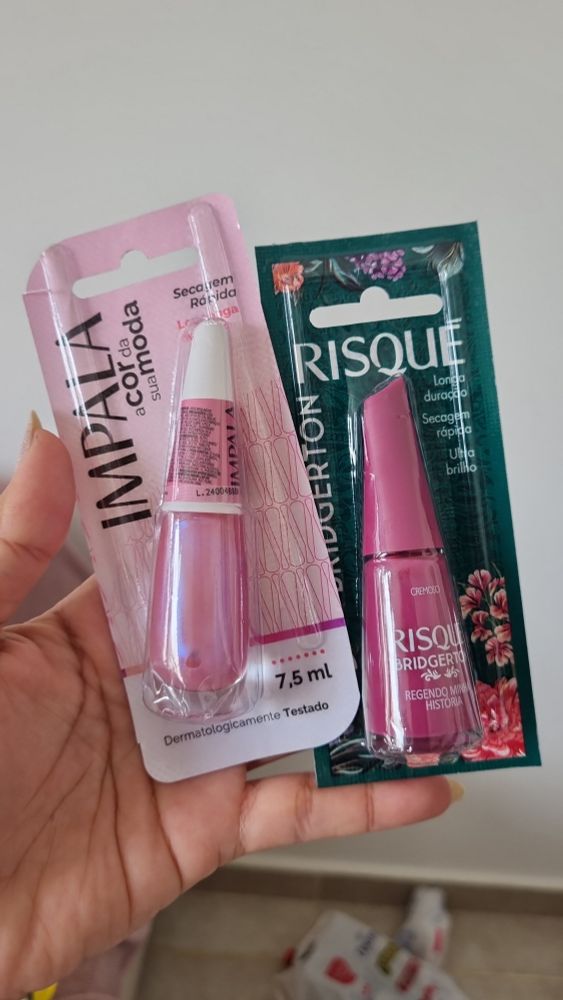 IMPALA
a cor da
sua moda
Secagem
Rápida
IMPALA
7,5 ml
Dermatologicamente Testado
RISQUÉ
BRIDGERTON
Longa
duração
Secagem
rápida
Ultra
brilho
CREMOSO
RISQUÉ
BRIDGERTO
REGENDO MINHA
HISTÓRIA